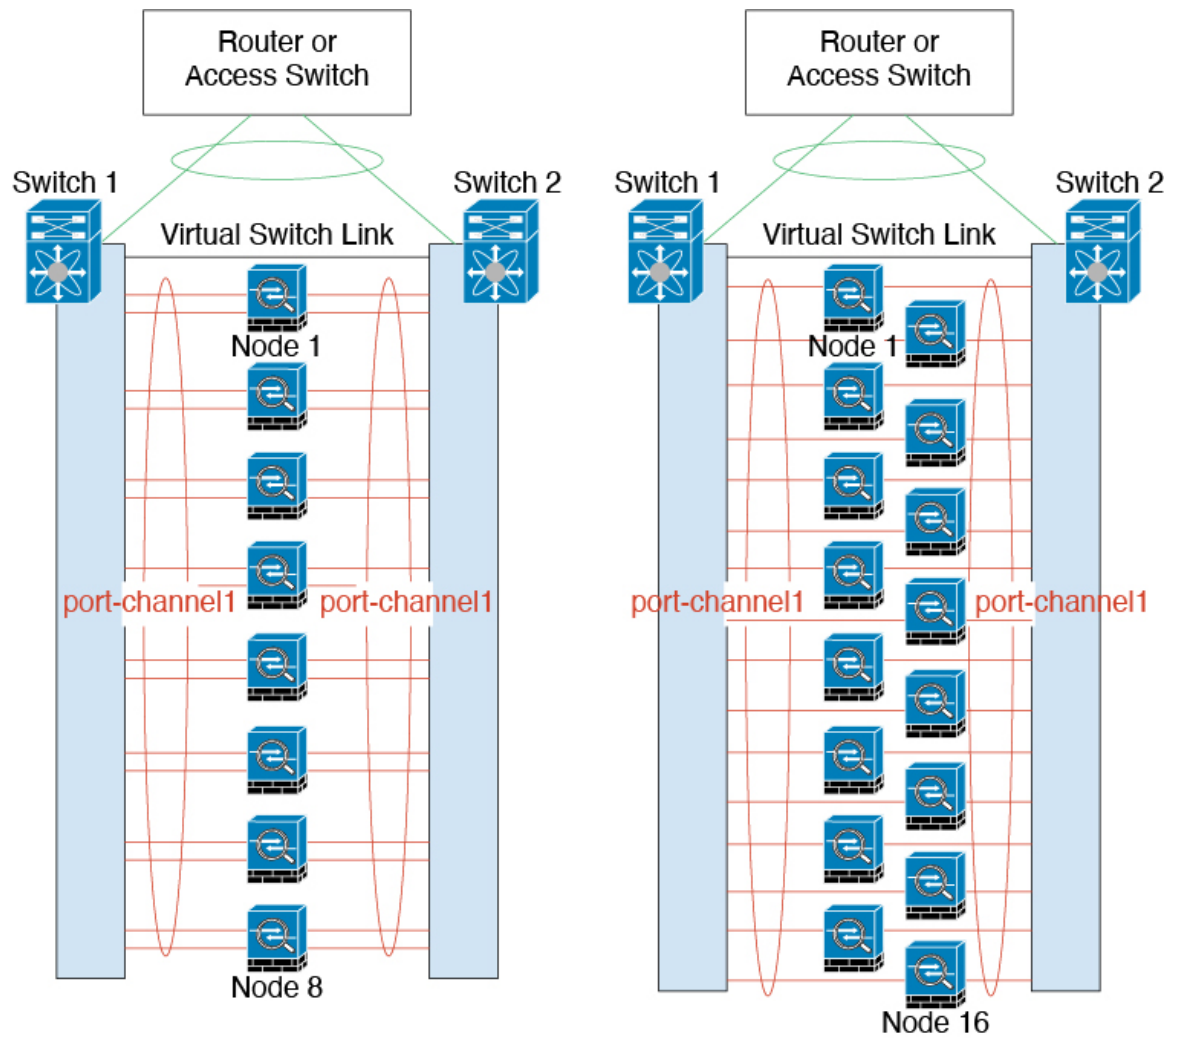 Router or
Access Switch
Switch 1
Switch 2
Virtual Switch Link
Node 1
port-channel1
port-channel1
Node 8
Router or
Access Switch
Switch 1
Switch 2
Virtual Switch Link
Node 1
port-channel1
port-channel1
Node 16